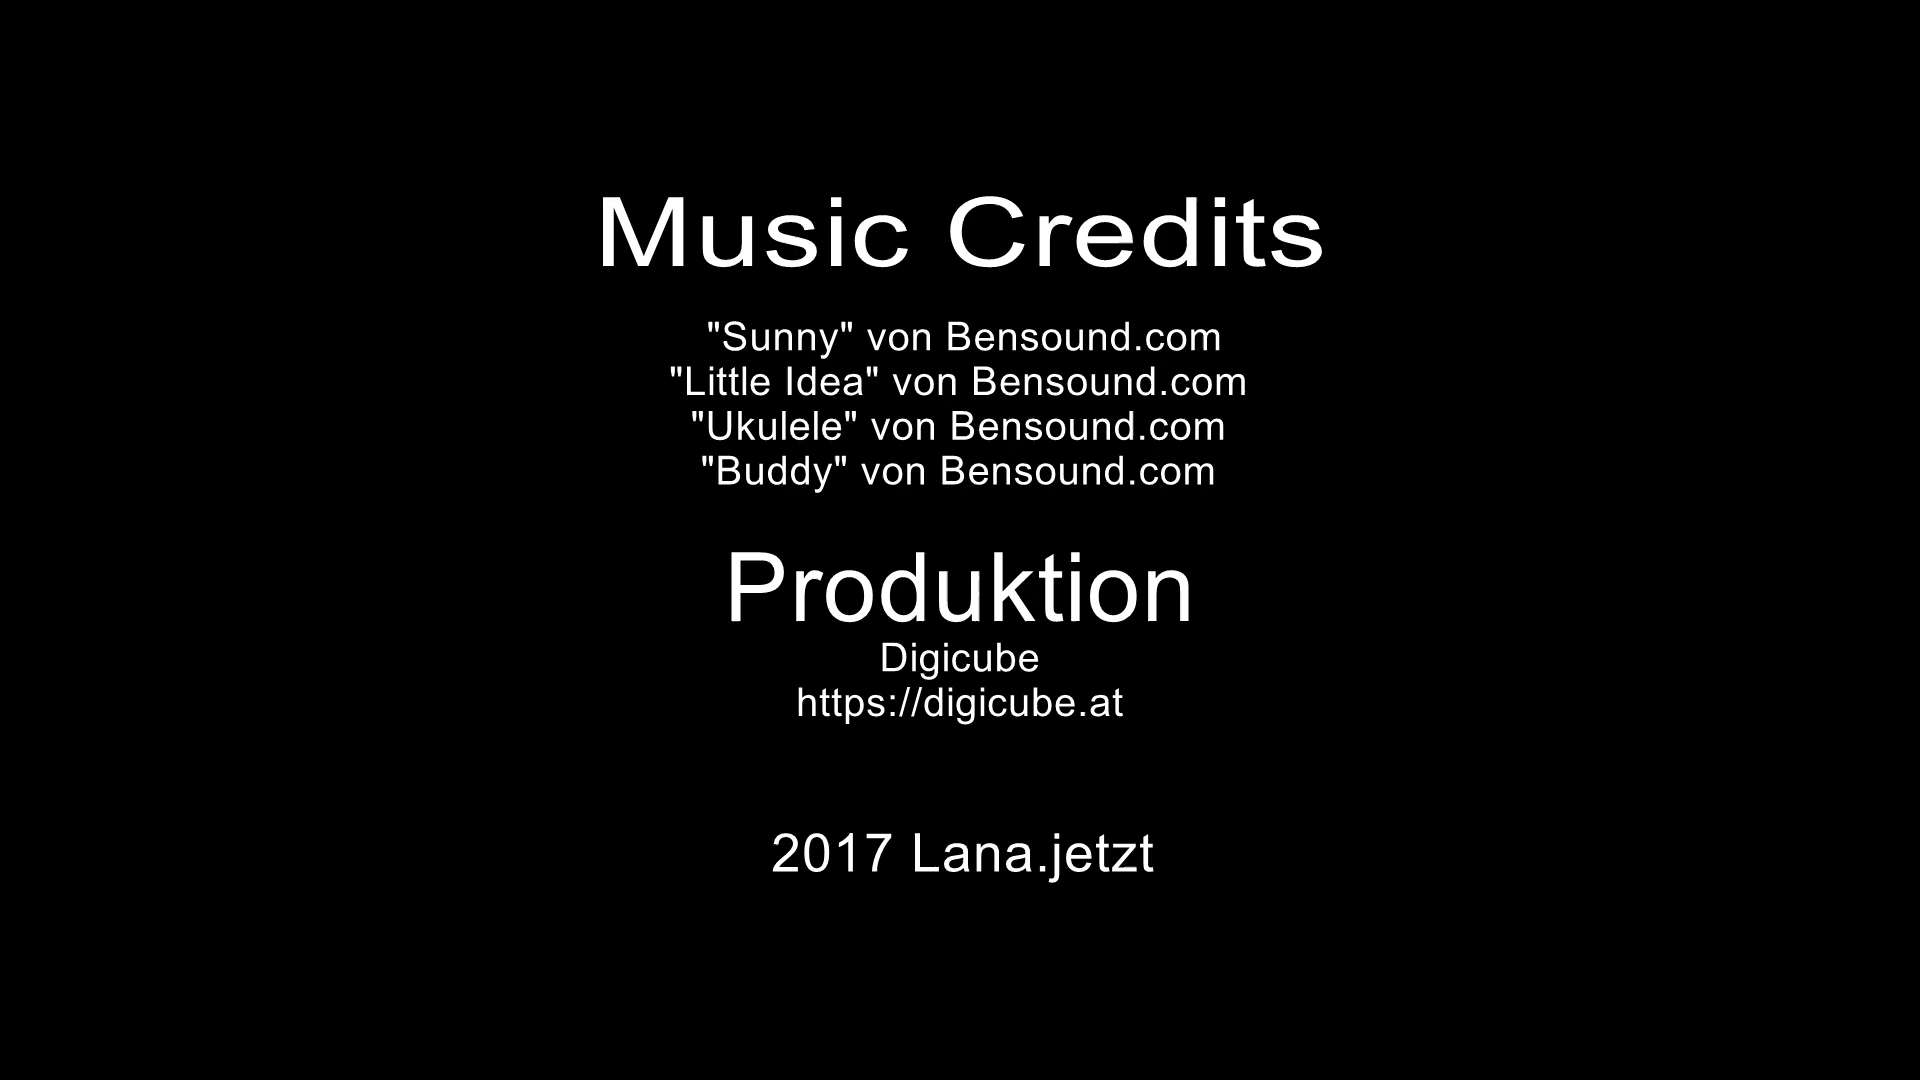 Music Credits
"Sunny" von Bensound.com
"Little Idea" von Bensound.com
"Ukulele" von Bensound.com
"Buddy" von Bensound.com
Produktion
Digicube
https://digicube.at
2017 Lana.jetzt